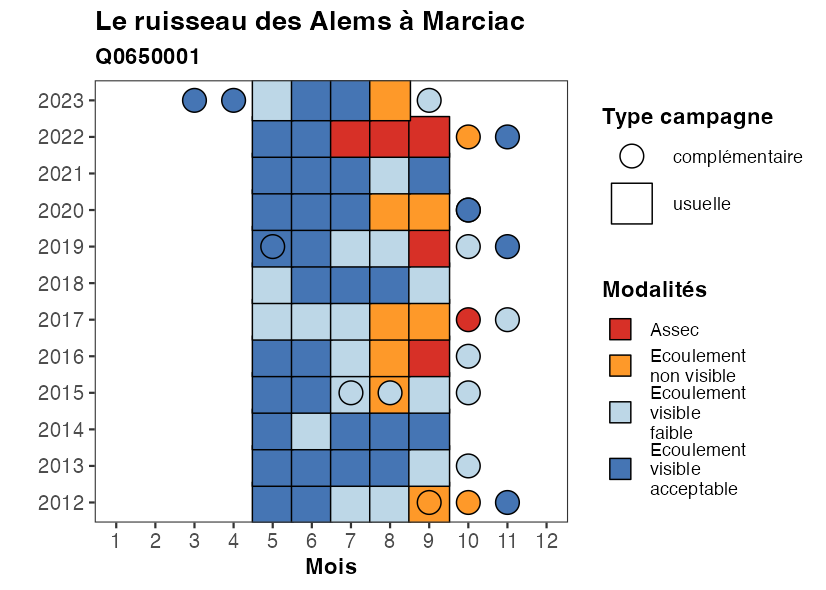 Le ruisseau des Alems à Marciac
Q0650001
2023
2022
2021
2020
2019
2018
2017
2016
2015
2014
2013
2012
1 2 3 4 5 6 7 8 9 10 11 12
Mois
Type campagne
complémentaire
usuelle
Modalités
Assec
Ecoulement
non visible
Ecoulement
visible
faible
Ecoulement
visible
acceptable